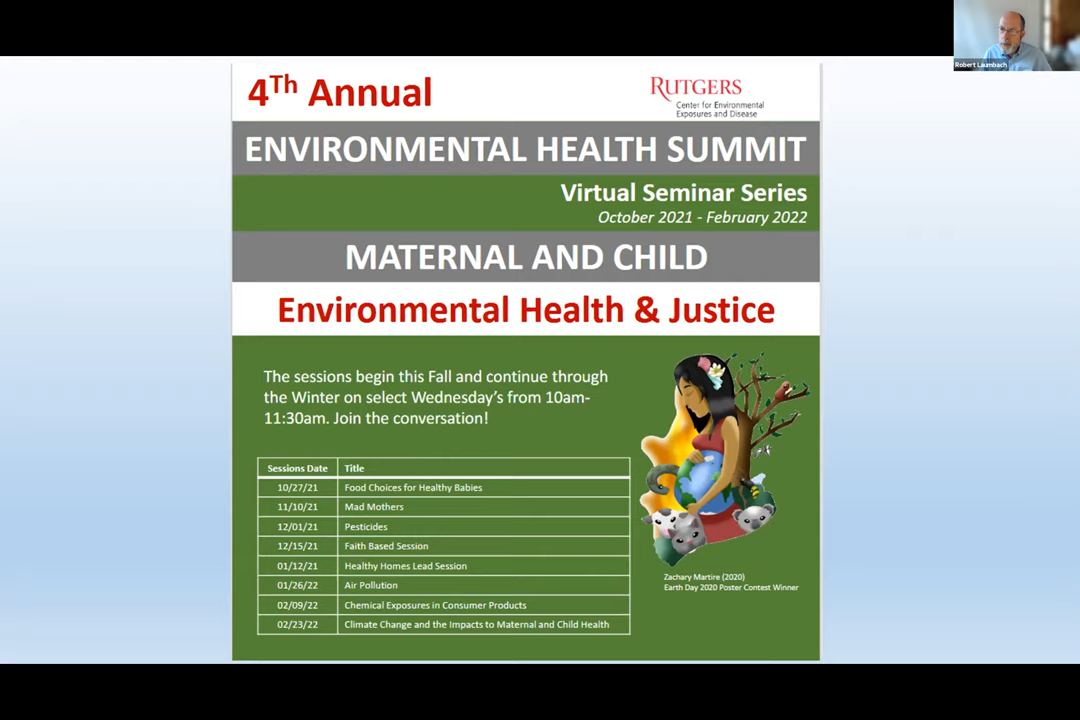 Robert Laumbach
4Th Annual
RUTGERS
Center for Environmental
Exposures and Disease
ENVIRONMENTAL HEALTH SUMMIT
Virtual Seminar Series
October 2021 - February 2022
MATERNAL AND CHILD
Environmental Health & Justice
The sessions begin this Fall and continue through
the Winter on select Wednesday's from 10am-
11:30am. Join the conversation!
Sessions Date Title
10/27/21 Food Choices for Healthy Babies
11/10/21 Mad Mothers
12/01/21 Pesticides
12/15/21 Faith Based Session
01/12/21 Healthy Homes Lead Session
01/26/22 Air Pollution
02/09/22 Chemical Exposures in Consumer Products
02/23/22 Climate Change and the Impacts to Maternal and Child Health
Zachary Martire (2020)
Earth Day 2020 Poster Contest Winner